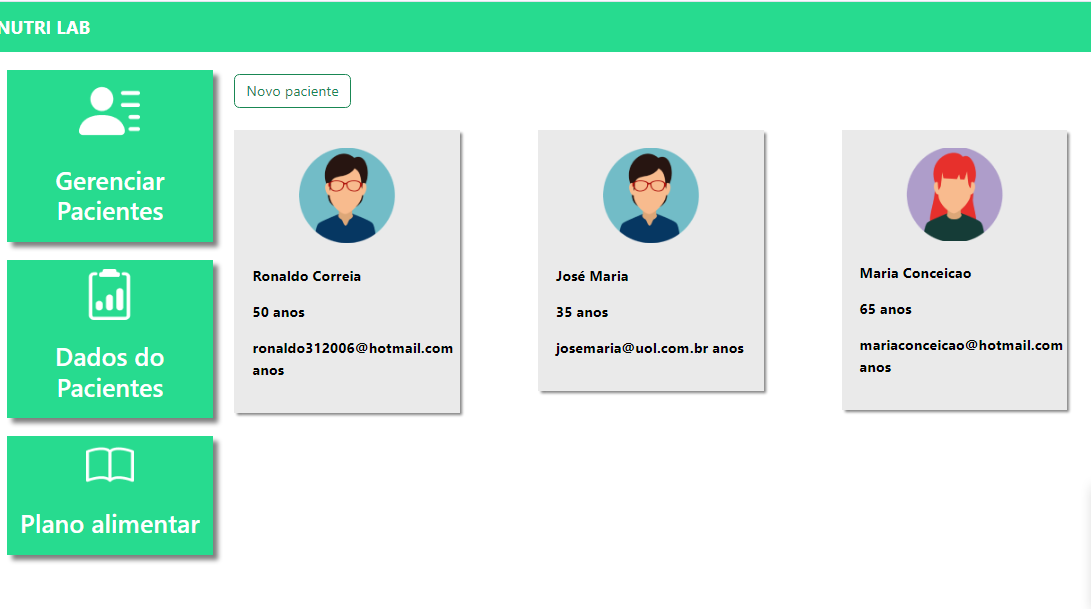 NUTRI LAB
Gerenciar
Pacientes
Dados do
Pacientes
Plano alimentar
Novo paciente
Ronaldo Correia
50 anos
ronaldo312006@hotmail.com
anos
José Maria
35 anos
josemaria@uol.com.br anos
Maria Conceicao
65 anos
mariaconceicao@hotmail.com
anos